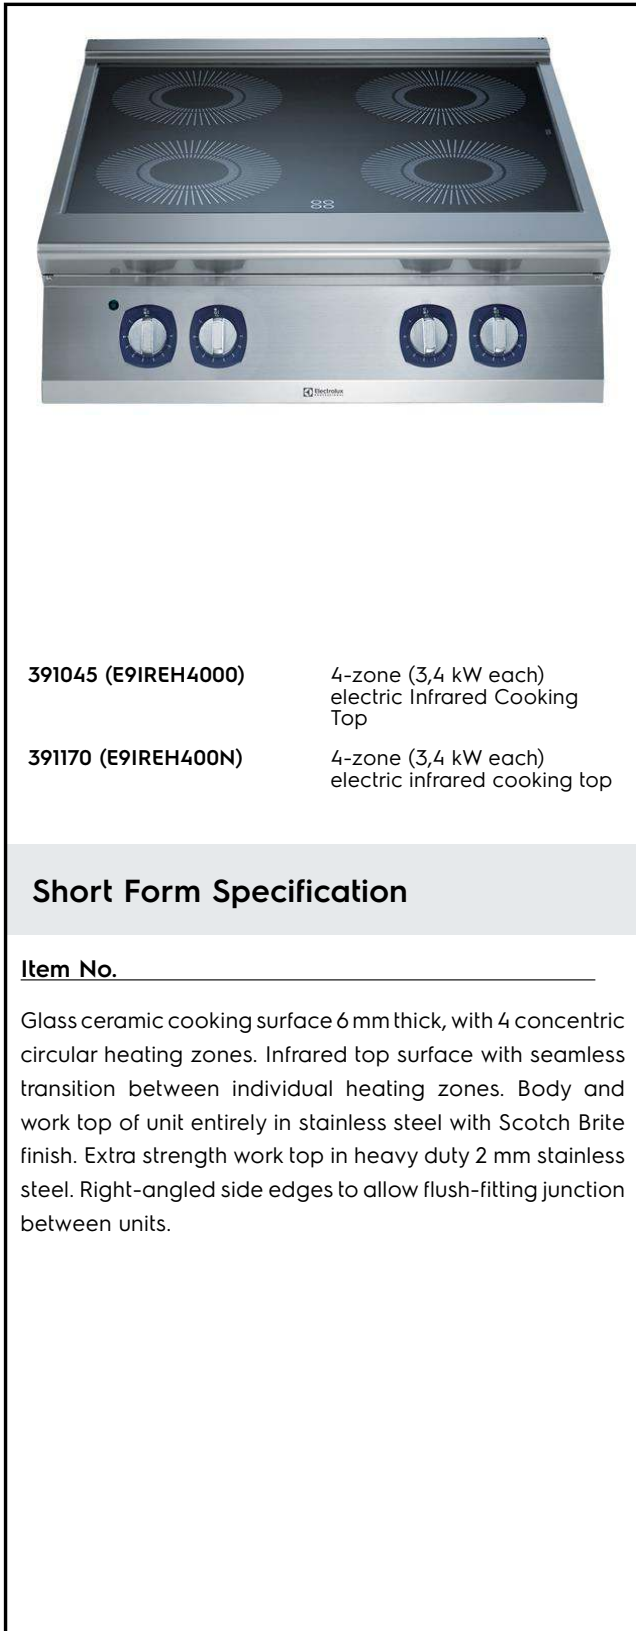 Electrolux
PROFESSIONAL
391045 (E9IREH4000)
4-zone (3,4 kW each)
electric Infrared Cooking
Top
391170 (E9IREH400N)
4-zone (3,4 kW each)
electric infrared cooking top
Short Form Specification
Item No.
Glass ceramic cooking surface 6 mm thick, with 4 concentric
circular heating zones. Infrared top surface with seamless
transition between individual heating zones. Body and
work top of unit entirely in stainless steel with Scotch Brite
finish. Extra strength work top in heavy duty 2 mm stainless
steel. Right-angled side edges to allow flush-fitting junction
between units.